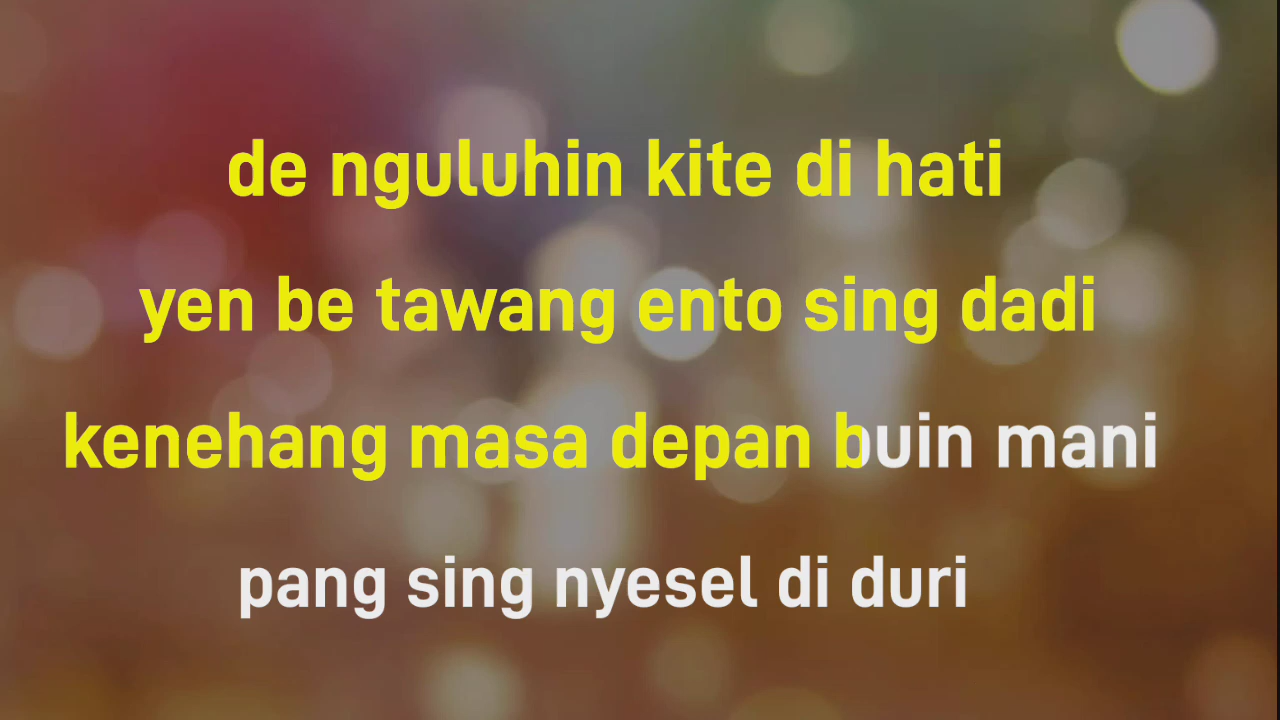 de nguluhin kite di hati
yen be tawang ento sing dadi
kenehang masa depan buin mani
pang sing nyesel di duri